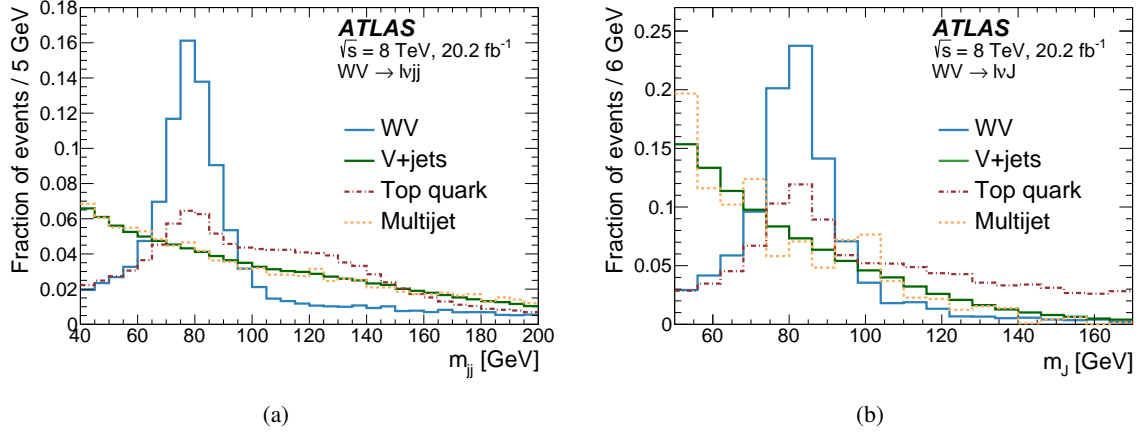 ATLAS
√s = 8 TeV, 20.2 fb⁻¹
WV → lνjj
WV
V+jets
Top quark
Multijet
Fraction of events / 5 GeV
0.18
0.16
0.14
0.12
0.1
0.08
0.06
0.04
0.02
0
40 60 80 100 120 140 160 180 200
m_jj [GeV]
(a)
ATLAS
√s = 8 TeV, 20.2 fb⁻¹
WV → lνJ
WV
V+jets
Top quark
Multijet
Fraction of events / 6 GeV
0.25
0.2
0.15
0.1
0.05
0
60 80 100 120 140 160
m_J [GeV]
(b)